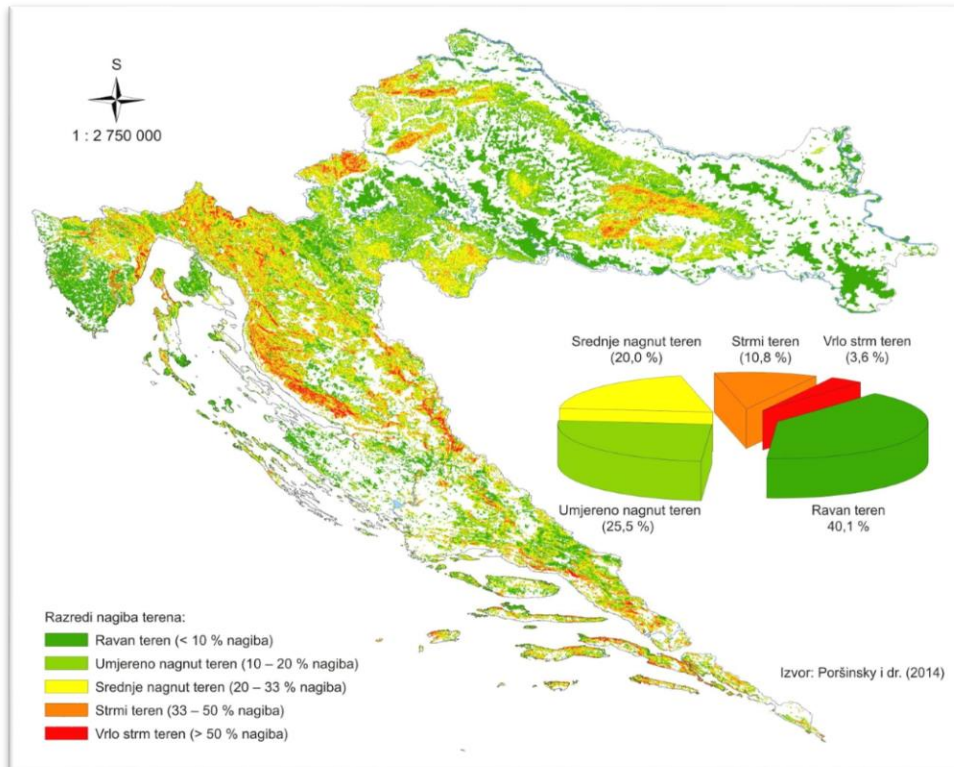 S
1 : 2 750 000
Srednje nagnut teren
(20,0 %)
Strmi teren
(10,8 %)
Vrlo strm teren
(3,6 %)
Umjereno nagnut teren
(25,5 %)
Ravan teren
40,1 %
Razredi nagiba terena:
Ravan teren (< 10 % nagiba)
Umjereno nagnut teren (10 – 20 % nagiba)
Srednje nagnut teren (20 – 33 % nagiba)
Strmi teren (33 – 50 % nagiba)
Vrlo strm teren (> 50 % nagiba)
Izvor: Poršinsky i dr. (2014)